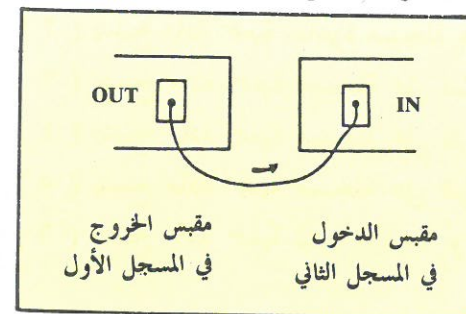 OUT
IN
مقبس الخروج
في المسجل الأول
مقبس الدخول
في المسجل الثاني